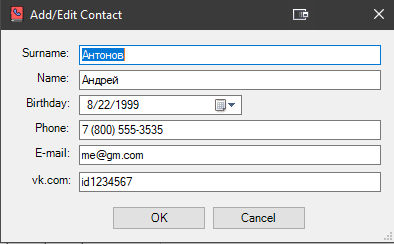 Add/Edit Contact
Surname: Антонов
Name: Андрей
Birthday: 8/22/1999
Phone: 7 (800) 555-3535
E-mail: me@gm.com
vk.com: id1234567
OK Cancel